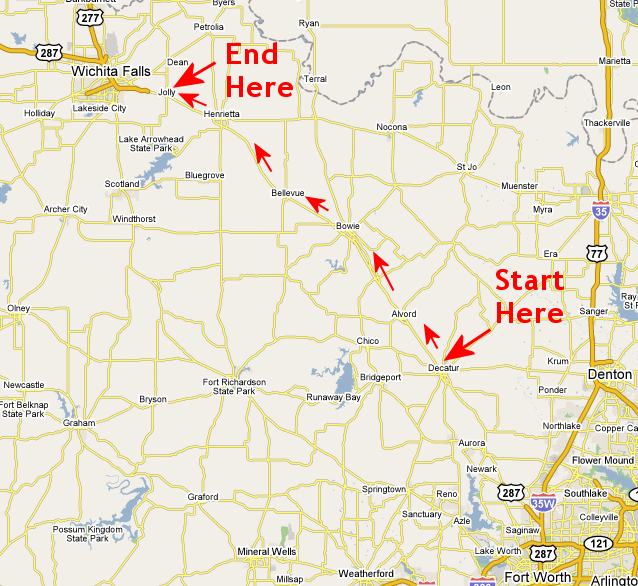 Burkburnett
277
Byers
Ryan
Petrolia
287
Dean
End
Here
Wichita Falls
Marietta
Terral
Jolly
Leon
Lakeside City
Holliday
Henrietta
Thackerville
Nocona
Lake Arrowhead
State Park
St Jo
Bluegrove
Scotland
Muenster
Bellevue
Archer City
Windthorst
Myra
35
Bowie
77
Era
Start
Here
Ray
St P
Olney
Sanger
Alvord
Chico
Decatur
Krum
Denton
Bridgeport
Newcastle
Fort Richardson
State Park
Ponder
Bryson
Runaway Bay
Fort Belknap
State Park
Graham
Northlake
Copper Ca
Aurora
Flower Mound
Newark
Springtown
Reno
287
35W
Southlake
Graford
Sanctuary
Azle
Colleyville
Possum Kingdom
State Park
Saginaw
121
Mineral Wells
Lake Worth
287
Weatherford
Fort Worth
Millsap
Arlington